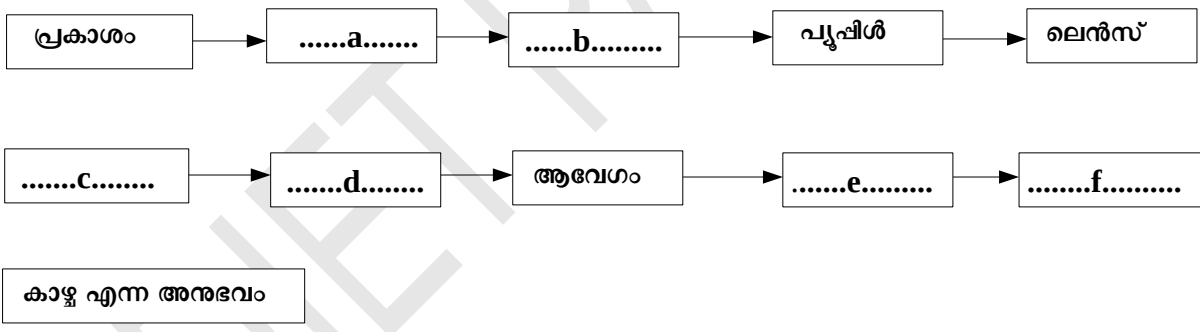 പ്രകാശം ......a....... ......b......... പ്യൂപ്പിൾ ലെൻസ്
.......c........ .......d........ ആവേഗം ........e......... ........f..........
കാഴ്ച എന്ന അനുഭവം